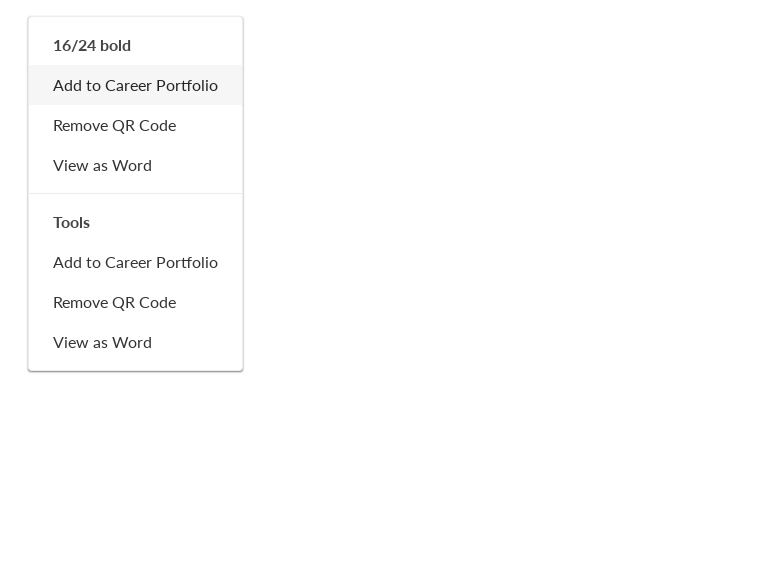 16/24 bold
Add to Career Portfolio
Remove QR Code
View as Word
Tools
Add to Career Portfolio
Remove QR Code
View as Word